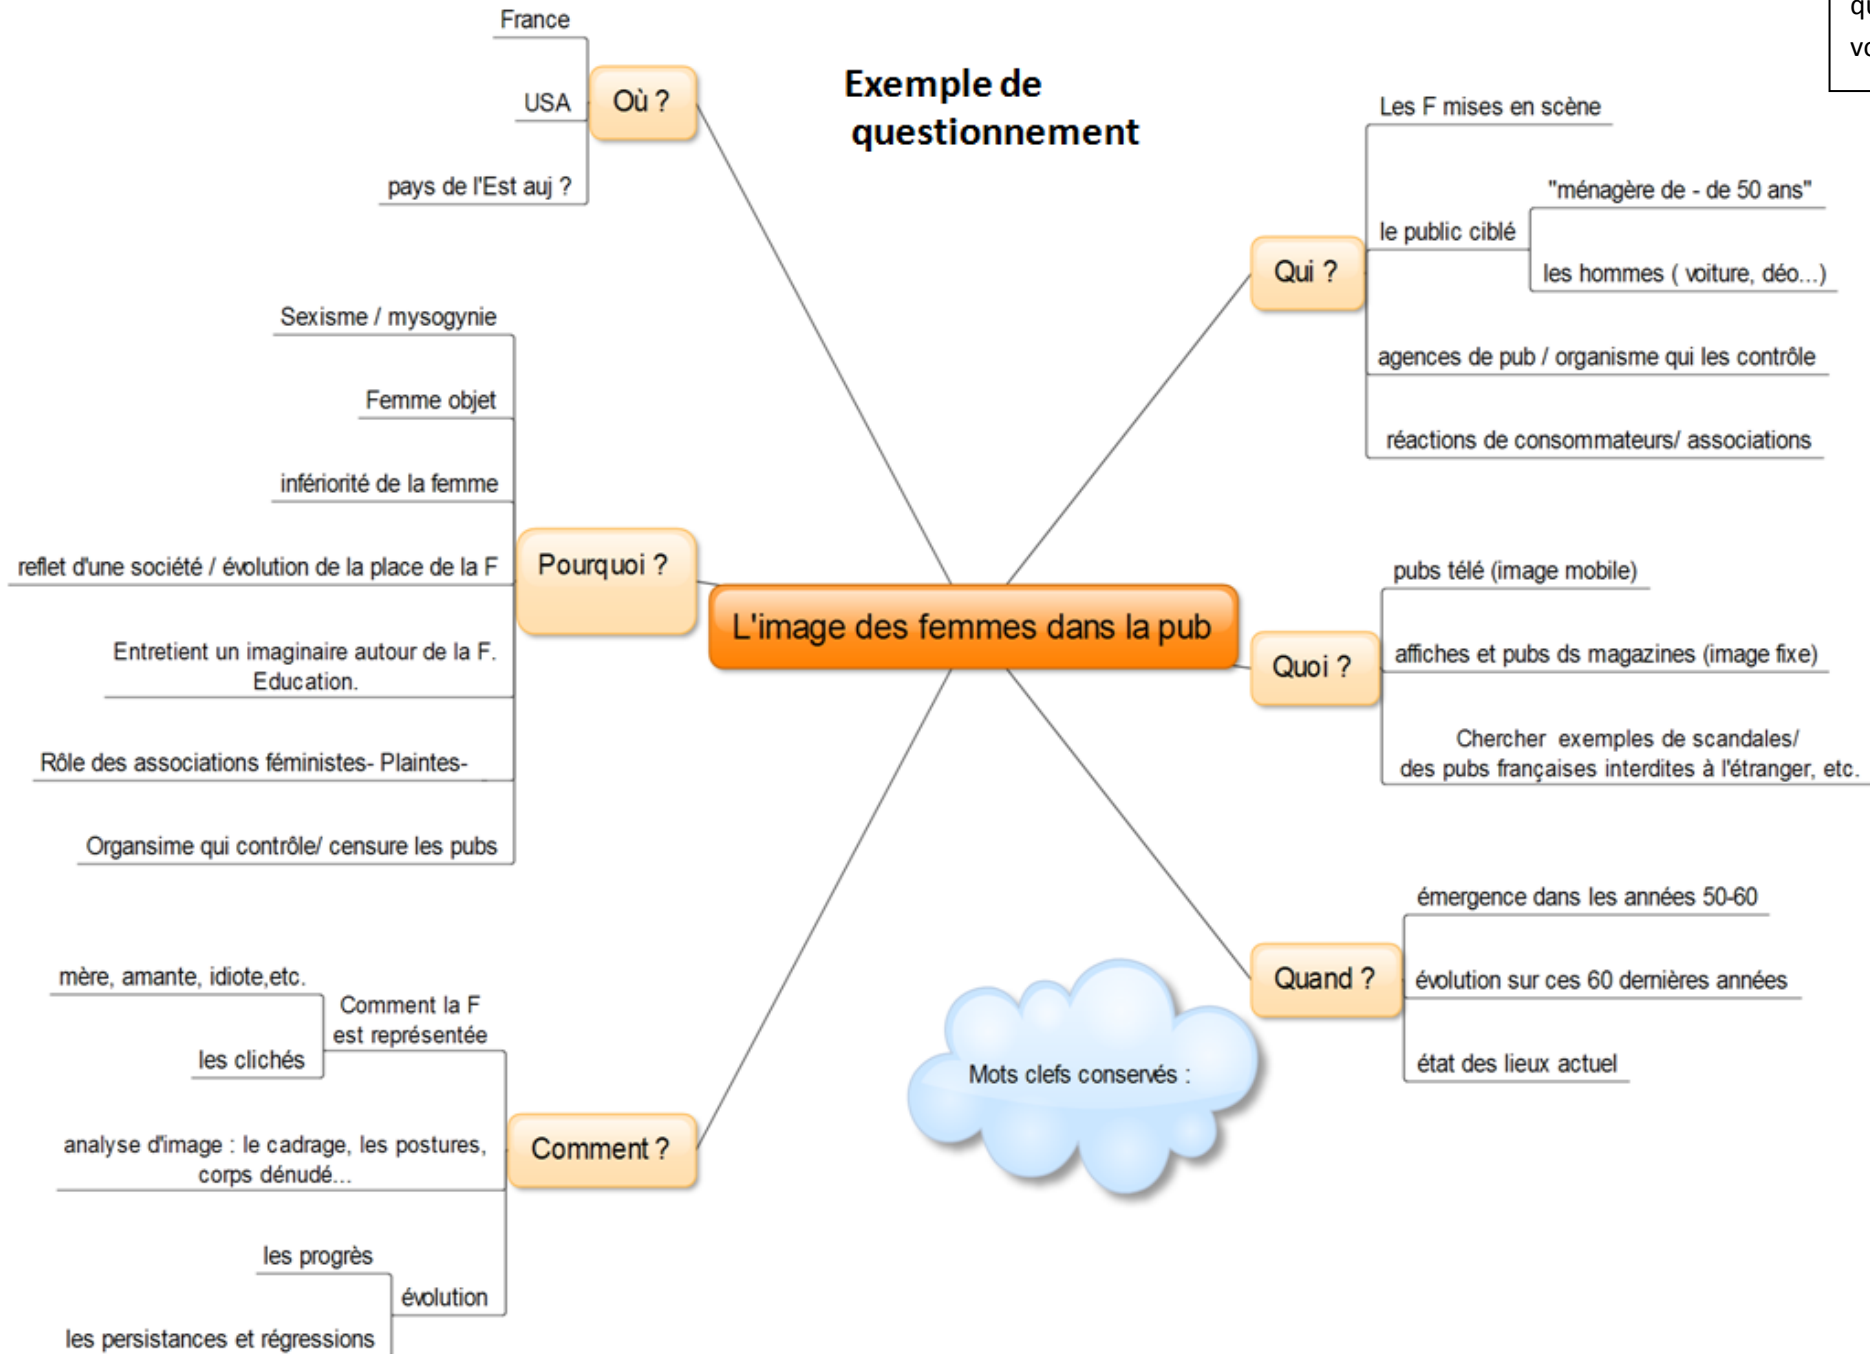 Exemple de
questionnement
qu
vo
France
USA
pays de l'Est auj ?
Où ?
Les F mises en scène
"ménagère de - de 50 ans"
le public ciblé
les hommes ( voiture, déo...)
Qui ?
agences de pub / organisme qui les contrôle
réactions de consommateurs/ associations
Sexisme / mysogynie
Femme objet
infériorité de la femme
reflet d'une société / évolution de la place de la F
Pourquoi ?
Entretient un imaginaire autour de la F.
Education.
Rôle des associations féministes- Plaintes-
Organsime qui contrôle/ censure les pubs
L'image des femmes dans la pub
pubs télé (image mobile)
affiches et pubs ds magazines (image fixe)
Quoi ?
Chercher exemples de scandales/
des pubs françaises interdites à l'étranger, etc.
émergence dans les années 50-60
Quand ?
évolution sur ces 60 dernières années
état des lieux actuel
mère, amante, idiote,etc.
Comment la F
est représentée
les clichés
analyse d'image : le cadrage, les postures,
corps dénudé...
Comment ?
les progrès
évolution
les persistances et régressions
Mots clefs conservés :